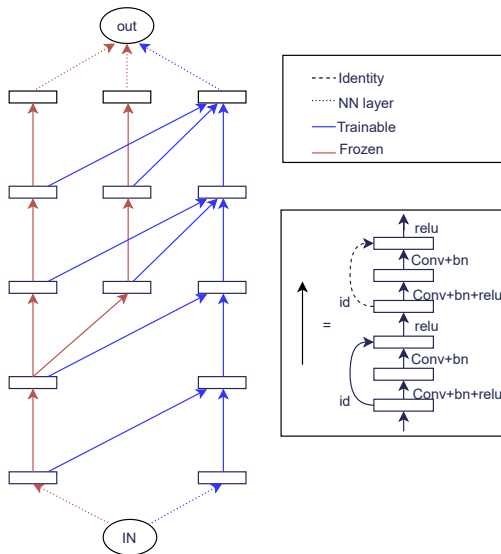 out
Identity
NN layer
Trainable
Frozen
relu
Conv+bn
id
Conv+bn+relu
relu
=
Conv+bn
id
Conv+bn+relu
IN